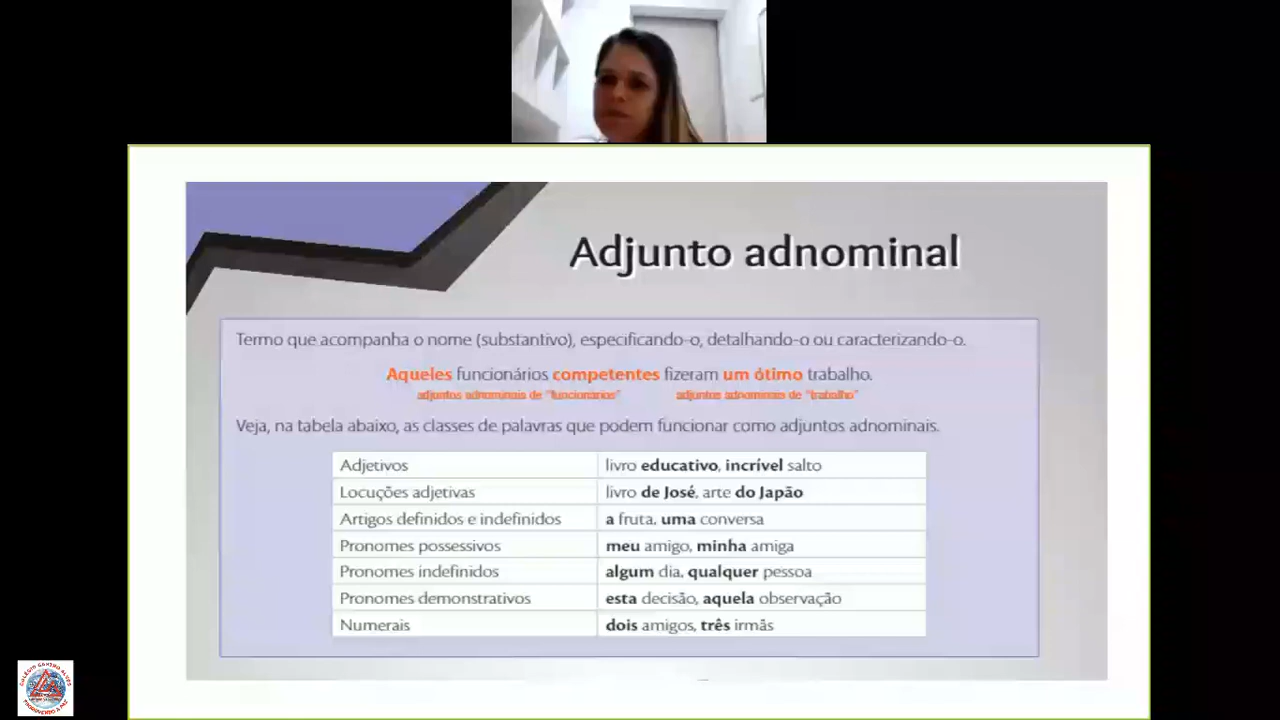 Adjunto adnominal
Termo que acompanha o nome (substantivo), especificando-o, detalhando-o ou caracterizando-o.
Aqueles funcionários competentes fizeram um ótimo trabalho.
adjuntos adnominais de "funcionários" adjuntos adnominais de "trabalho"
Veja, na tabela abaixo, as classes de palavras que podem funcionar como adjuntos adnominais.
Adjetivos livro educativo, incrível salto
Locuções adjetivas livro de José, arte do Japão
Artigos definidos e indefinidos a fruta, uma conversa
Pronomes possessivos meu amigo, minha amiga
Pronomes indefinidos algum dia, qualquer pessoa
Pronomes demonstrativos esta decisão, aquela observação
Numerais dois amigos, três irmãs
COLÉGIO CASTRO ALVES